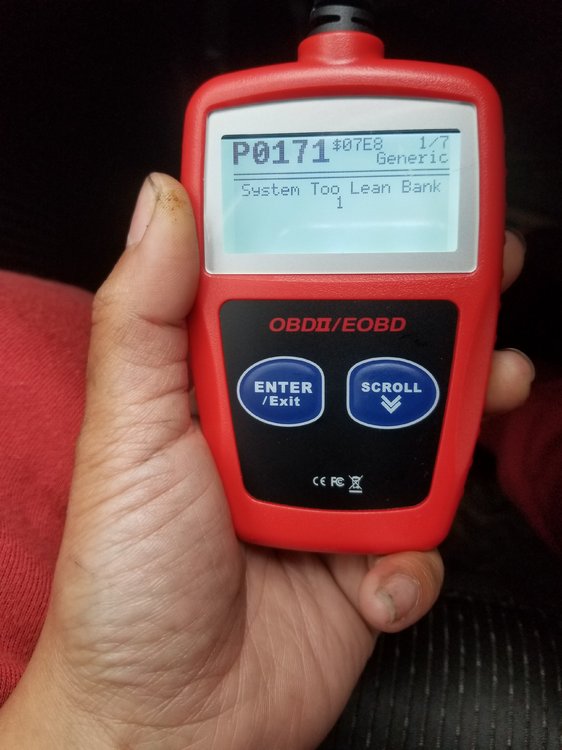 P0171 $07E8 1/7
Generic
System Too Lean Bank
1
OBDII/EOBD
ENTER
/Exit
SCROLL
CE FC